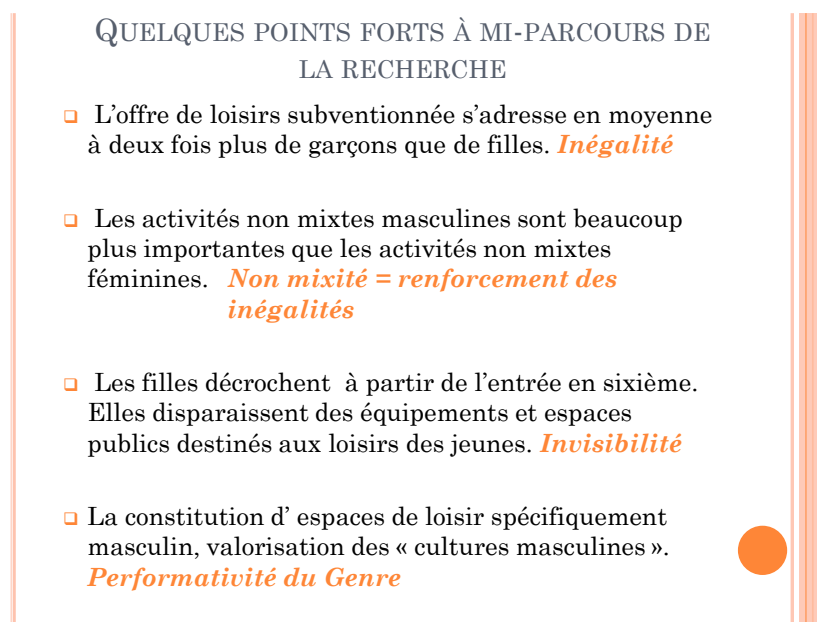 QUELQUES POINTS FORTS À MI-PARCOURS DE
LA RECHERCHE
L'offre de loisirs subventionnée s'adresse en moyenne
à deux fois plus de garçons que de filles. Inégalité
Les activités non mixtes masculines sont beaucoup
plus importantes que les activités non mixtes
féminines. Non mixité = renforcement des
inégalités
Les filles décrochent à partir de l'entrée en sixième.
Elles disparaissent des équipements et espaces
publics destinés aux loisirs des jeunes. Invisibilité
La constitution d' espaces de loisir spécifiquement
masculin, valorisation des « cultures masculines ».
Performativité du Genre